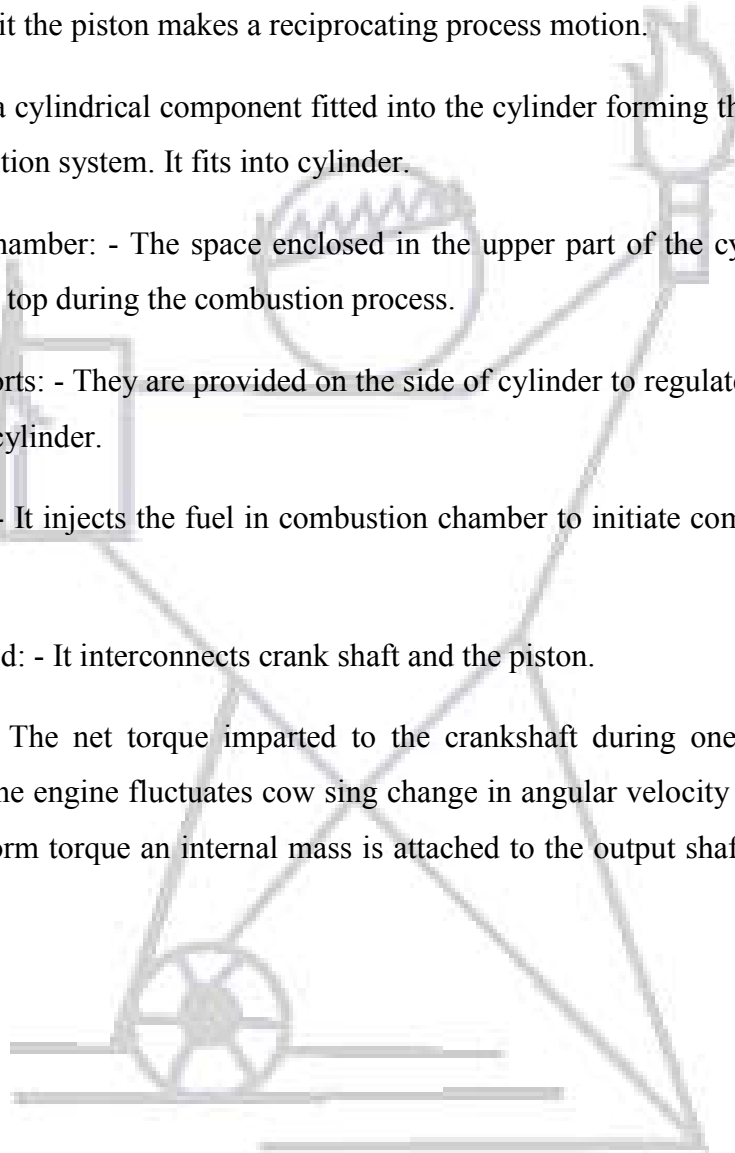 it the piston makes a reciprocating process motion.
a cylindrical component fitted into the cylinder forming th
tion system. It fits into cylinder.
hamber: - The space enclosed in the upper part of the cy
top during the combustion process.
orts: - They are provided on the side of cylinder to regulate
cylinder.
- It injects the fuel in combustion chamber to initiate com
d: - It interconnects crank shaft and the piston.
The net torque imparted to the crankshaft during one
ne engine fluctuates cow sing change in angular velocity
orm torque an internal mass is attached to the output shaf